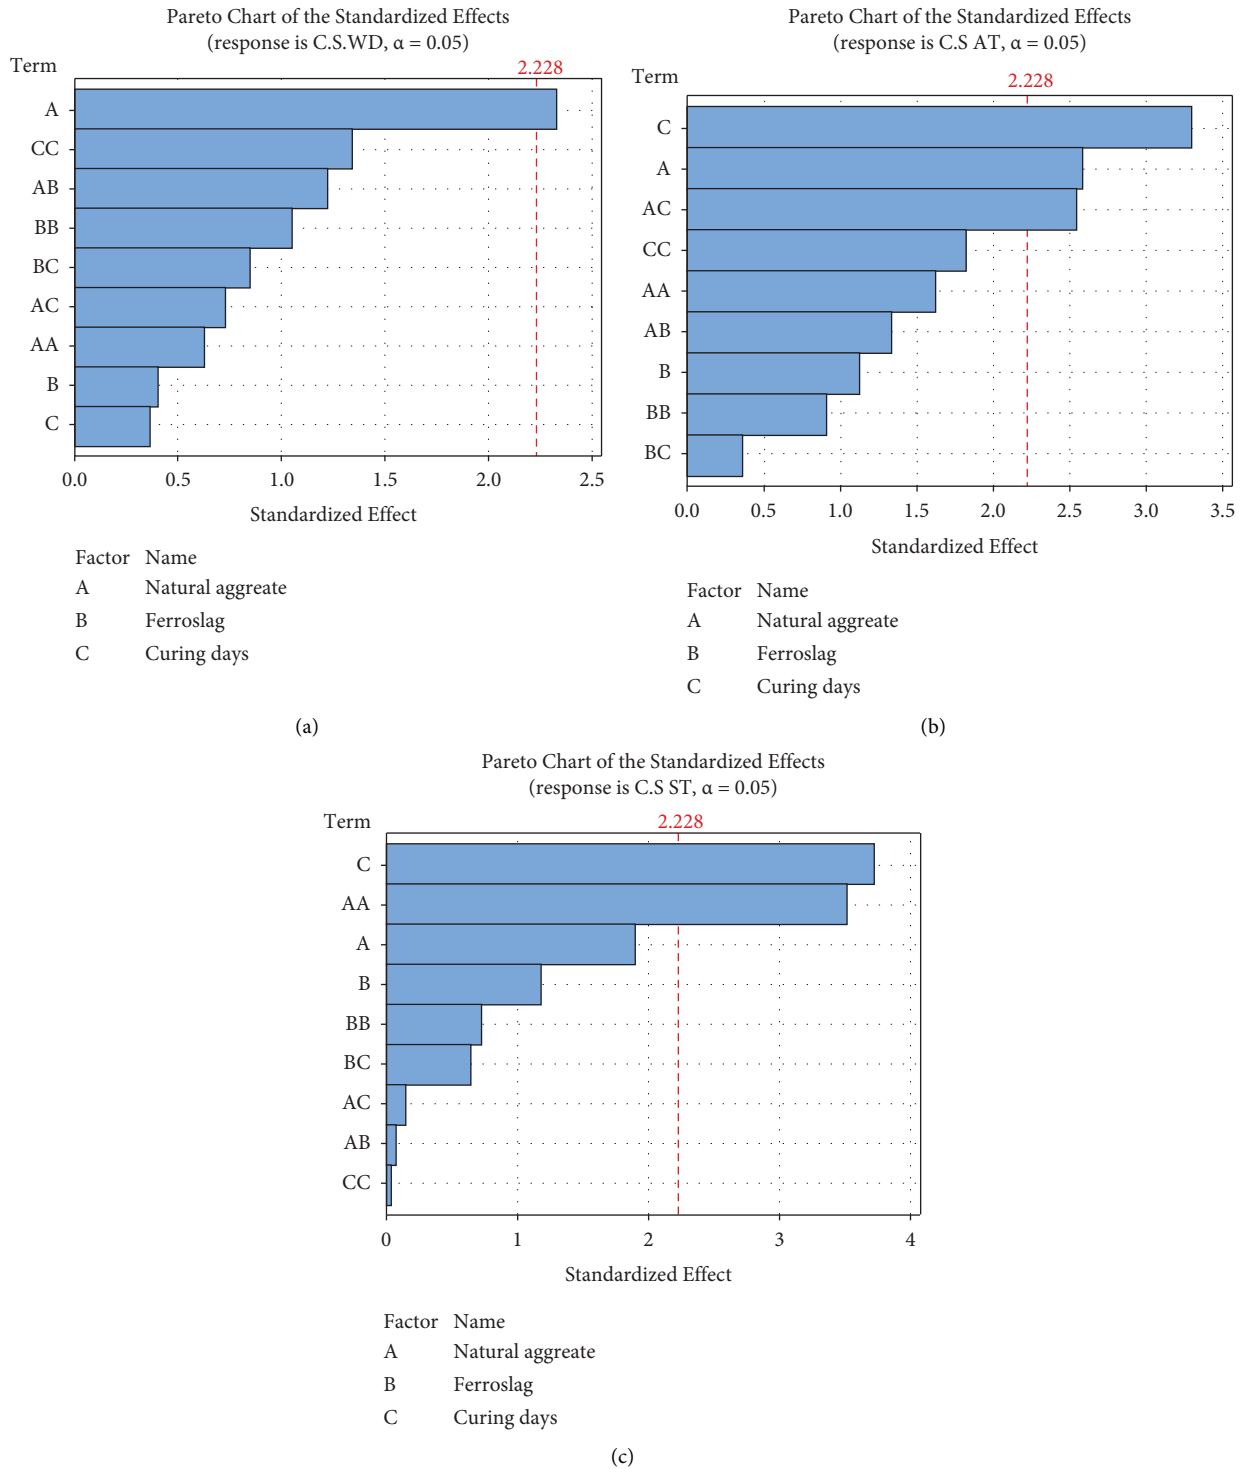 Pareto Chart of the Standardized Effects
(response is C.S.WD, α = 0.05)
Term
2.228
A
CC
AB
BB
BC
AC
AA
B
C
0.0 0.5 1.0 1.5 2.0 2.5
Standardized Effect
Factor Name
A Natural aggreate
B Ferroslag
C Curing days
(a)
Pareto Chart of the Standardized Effects
(response is C.S AT, α = 0.05)
Term
2.228
C
A
AC
CC
AA
AB
B
BB
BC
0.0 0.5 1.0 1.5 2.0 2.5 3.0 3.5
Standardized Effect
Factor Name
A Natural aggreate
B Ferroslag
C Curing days
(b)
Pareto Chart of the Standardized Effects
(response is C.S ST, α = 0.05)
Term
2.228
C
AA
A
B
BB
BC
AC
AB
CC
0 1 2 3 4
Standardized Effect
Factor Name
A Natural aggreate
B Ferroslag
C Curing days
(c)